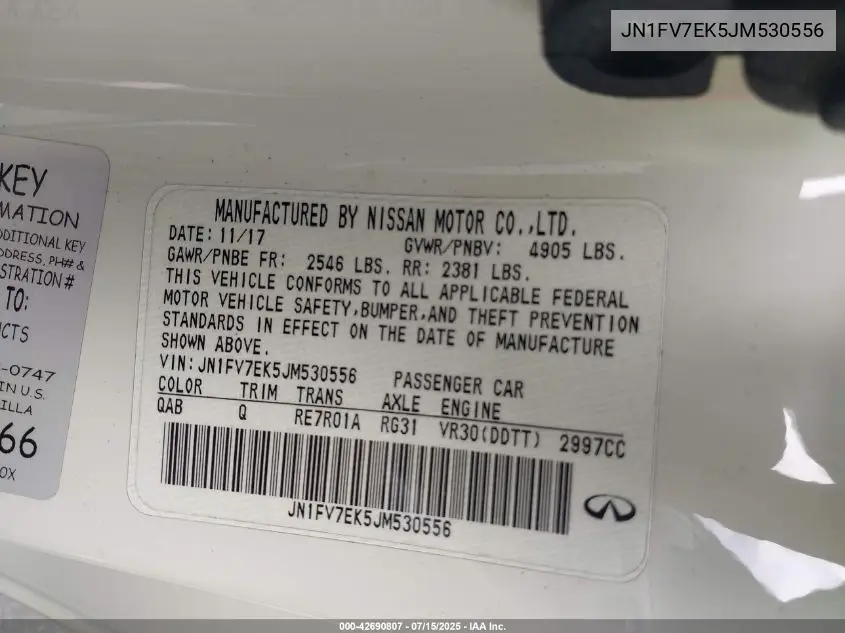 JN1FV7EK5JM530556
KEY
MATION
DDITIONAL KEY
DDRESS, PH# &
STRATION#
TO:
CTS
-0747
IN U.S.
ILLA
66
OX
MANUFACTURED BY NISSAN MOTOR CO.,LTD.
DATE: 11/17 GVWR/PNBV: 4905 LBS.
GAWR/PNBE FR: 2546 LBS. RR: 2381 LBS.
THIS VEHICLE CONFORMS TO ALL APPLICABLE FEDERAL
MOTOR VEHICLE SAFETY,BUMPER,AND THEFT PREVENTION
STANDARDS IN EFFECT ON THE DATE OF MANUFACTURE
SHOWN ABOVE.
VIN: JN1FV7EK5JM530556 PASSENGER CAR
COLOR TRIM TRANS AXLE ENGINE
QAB Q RE7R01A RG31 VR30(DDTT) 2997CC
JN1FV7EK5JM530556
000-42690807 - 07/15/2025 - IAA Inc.